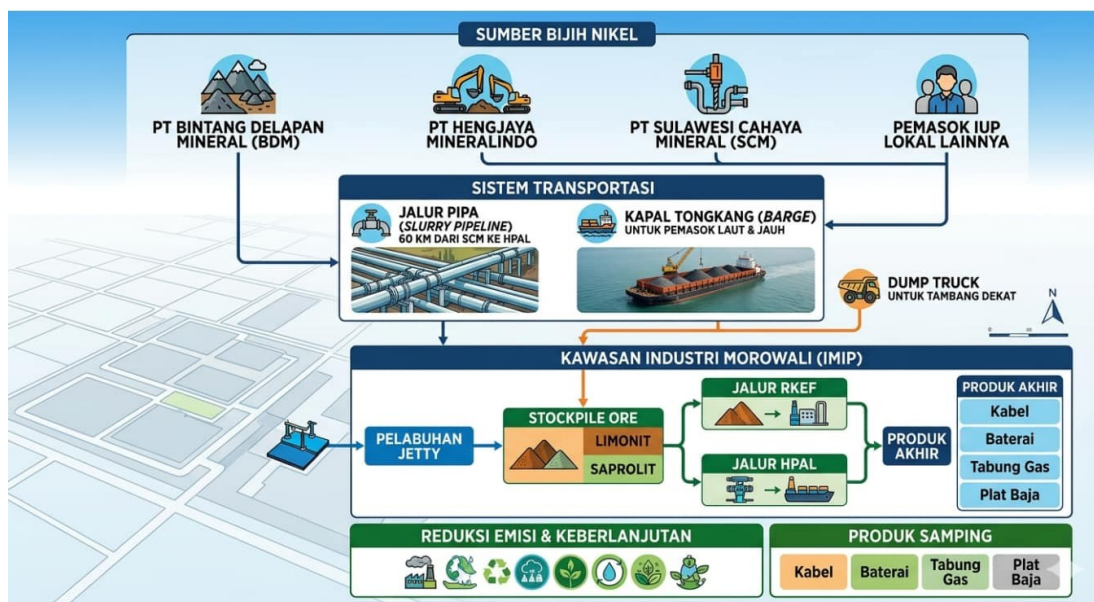 SUMBER BIJIH NIKEL
PT BINTANG DELAPAN
MINERAL (BDM)
PT HENGJAYA
MINERALINDO
PT SULAWESI CAHAYA
MINERAL (SCM)
PEMASOK IUP
LOKAL LAINNYA
SISTEM TRANSPORTASI
JALUR PIPA
(SLURRY PIPELINE)
60 KM DARI SCM KE HPAL
KAPAL TONGKANG (BARGE)
UNTUK PEMASOK LAUT & JAUH
DUMP TRUCK
UNTUK TAMBANG DEKAT
N
KAWASAN INDUSTRI MOROWALI (IMIP)
PELABUHAN
JETTY
STOCKPILE ORE
LIMONIT
SAPROLIT
JALUR RKEF
JALUR HPAL
PRODUK
AKHIR
PRODUK AKHIR
Kabel
Baterai
Tabung Gas
Plat Baja
REDUKSI EMISI & KEBERLANJUTAN
PRODUK SAMPING
Kabel
Baterai
Tabung
Gas
Plat
Baja